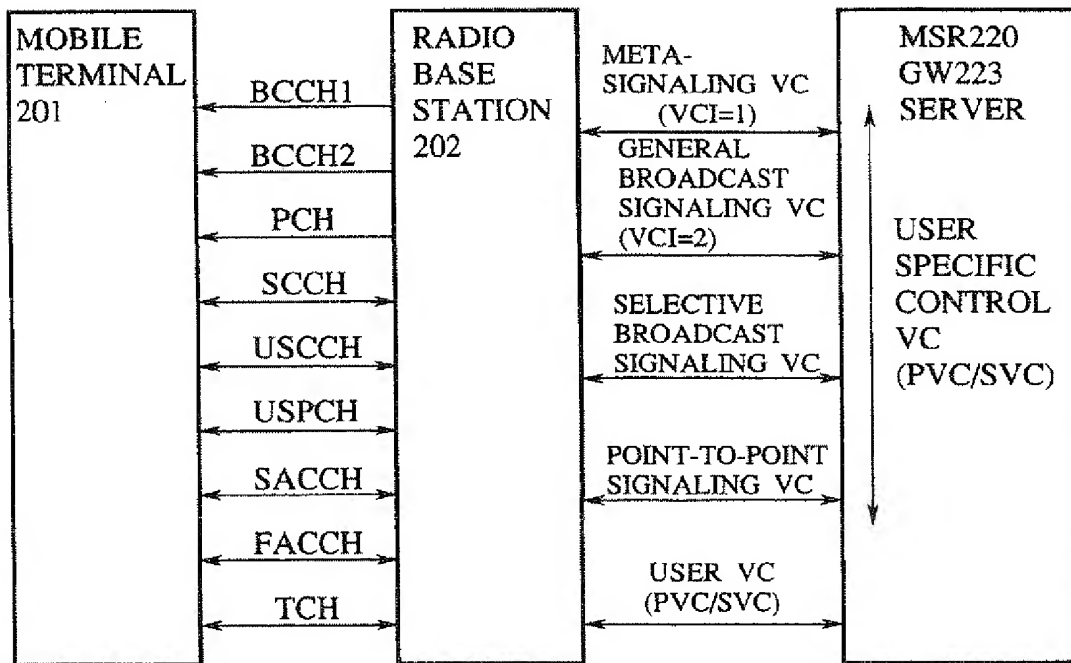 MOBILE
TERMINAL
201
BCCH1
BCCH2
PCH
SCCH
USCCH
USPCH
SACCH
FACCH
TCH
RADIO
BASE
STATION
202
META-
SIGNALING VC
(VCI=1)
GENERAL
BROADCAST
SIGNALING VC
(VCI=2)
SELECTIVE
BROADCAST
SIGNALING VC
POINT-TO-POINT
SIGNALING VC
USER VC
(PVC/SVC)
MSR220
GW223
SERVER
USER
SPECIFIC
CONTROL
VC
(PVC/SVC)